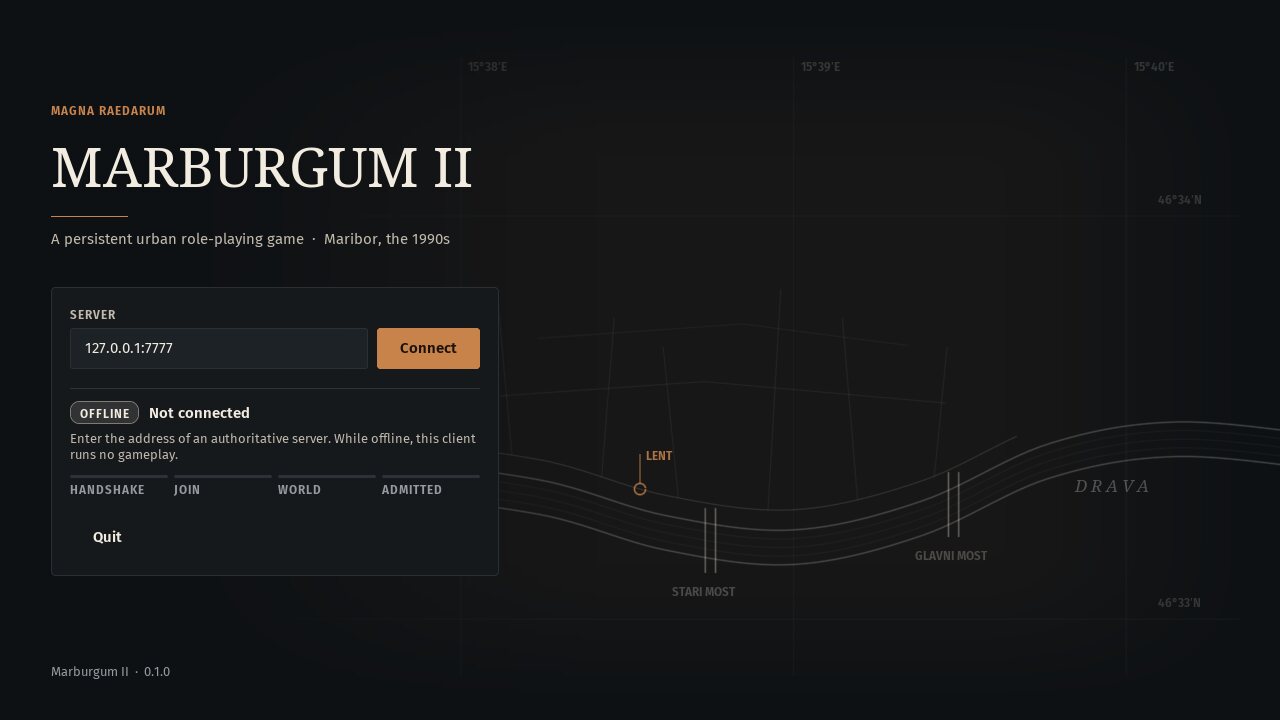 15°38'E
15°39'E
15°40'E
MAGNA RAEDARUM
MARBURGUM II
46°34'N
A persistent urban role-playing game · Maribor, the 1990s
SERVER
127.0.0.1:7777
Connect
OFFLINE
Not connected
Enter the address of an authoritative server. While offline, this client
runs no gameplay.
HANDSHAKE
JOIN
WORLD
ADMITTED
Quit
LENT
DRAVA
GLAVNI MOST
STARI MOST
46°33'N
Marburgum II · 0.1.0